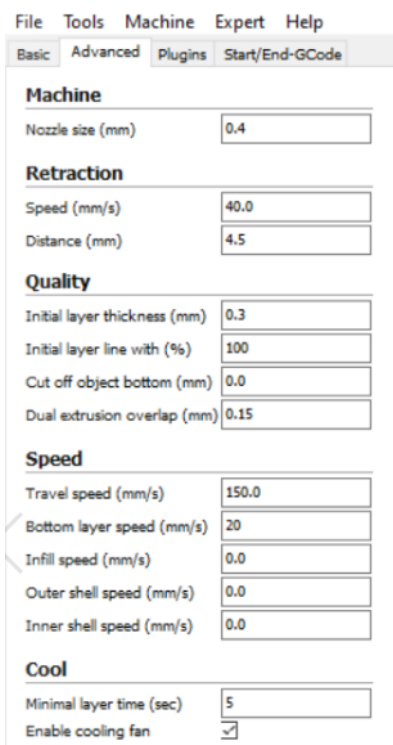 File Tools Machine Expert Help
Basic Advanced Plugins Start/End-GCode
Machine
Nozzle size (mm) 0.4
Retraction
Speed (mm/s) 40.0
Distance (mm) 4.5
Quality
Initial layer thickness (mm) 0.3
Initial layer line with (%) 100
Cut off object bottom (mm) 0.0
Dual extrusion overlap (mm) 0.15
Speed
Travel speed (mm/s) 150.0
Bottom layer speed (mm/s) 20
Infill speed (mm/s) 0.0
Outer shell speed (mm/s) 0.0
Inner shell speed (mm/s) 0.0
Cool
Minimal layer time (sec) 5
Enable cooling fan